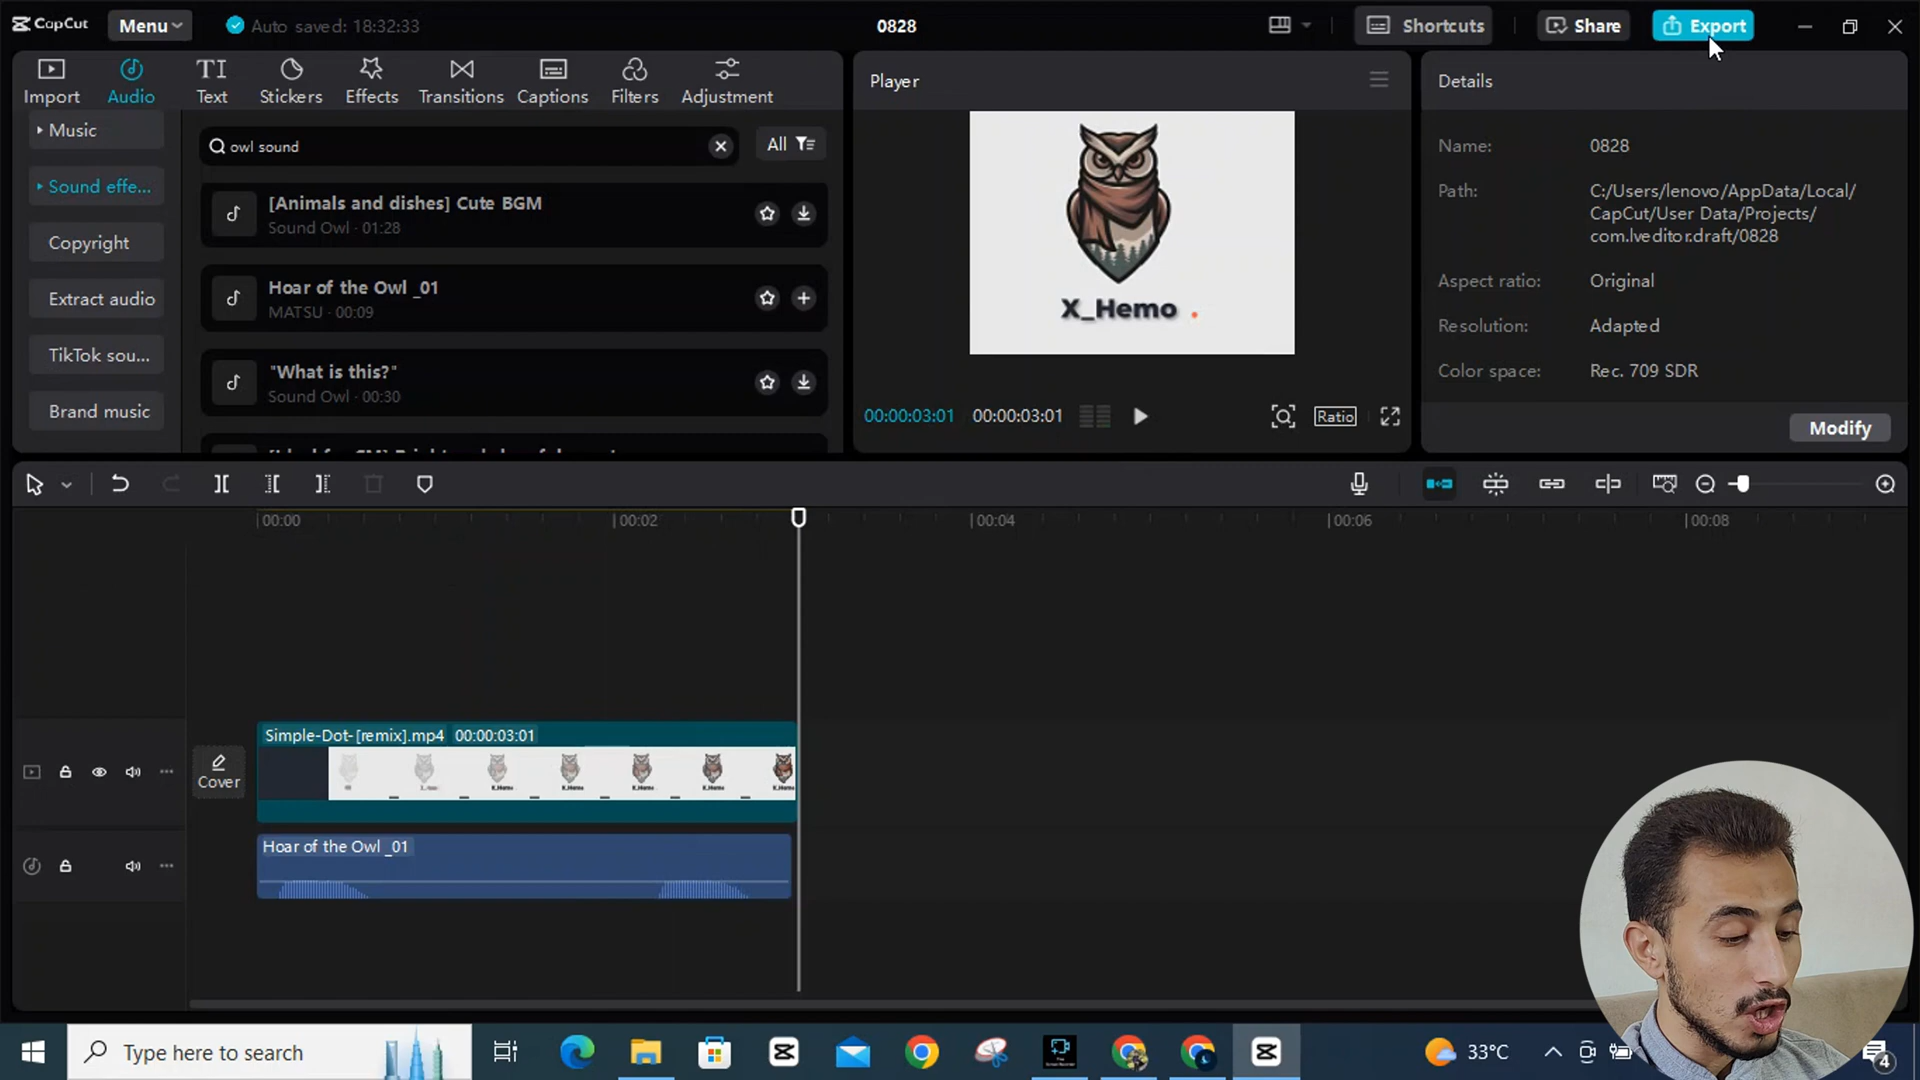 CapCut
Menu
Auto saved: 18:32:33
0828
Shortcuts
Share
Export
Import
Audio
Text
Stickers
Effects
Transitions
Captions
Filters
Adjustment
Player
Details
Music
Sound effe...
Copyright
Extract audio
TikTok sou...
Brand music
owl sound
All
[Animals and dishes] Cute BGM
Sound Owl · 01:28
Hoar of the Owl _01
MATSU · 00:09
"What is this?"
Sound Owl · 00:30
X_Hemo .
00:00:03:01
00:00:03:01
Ratio
Name:
0828
Path:
C:/Users/lenovo/AppData/Local/
CapCut/User Data/Projects/
com.lveditor.draft/0828
Aspect ratio:
Original
Resolution:
Adapted
Color space:
Rec. 709 SDR
Modify
00:00
00:02
00:04
00:06
00:08
Cover
Simple-Dot-[remix].mp4 00:00:03:01
Hoar of the Owl _01
Type here to search
33°C
4